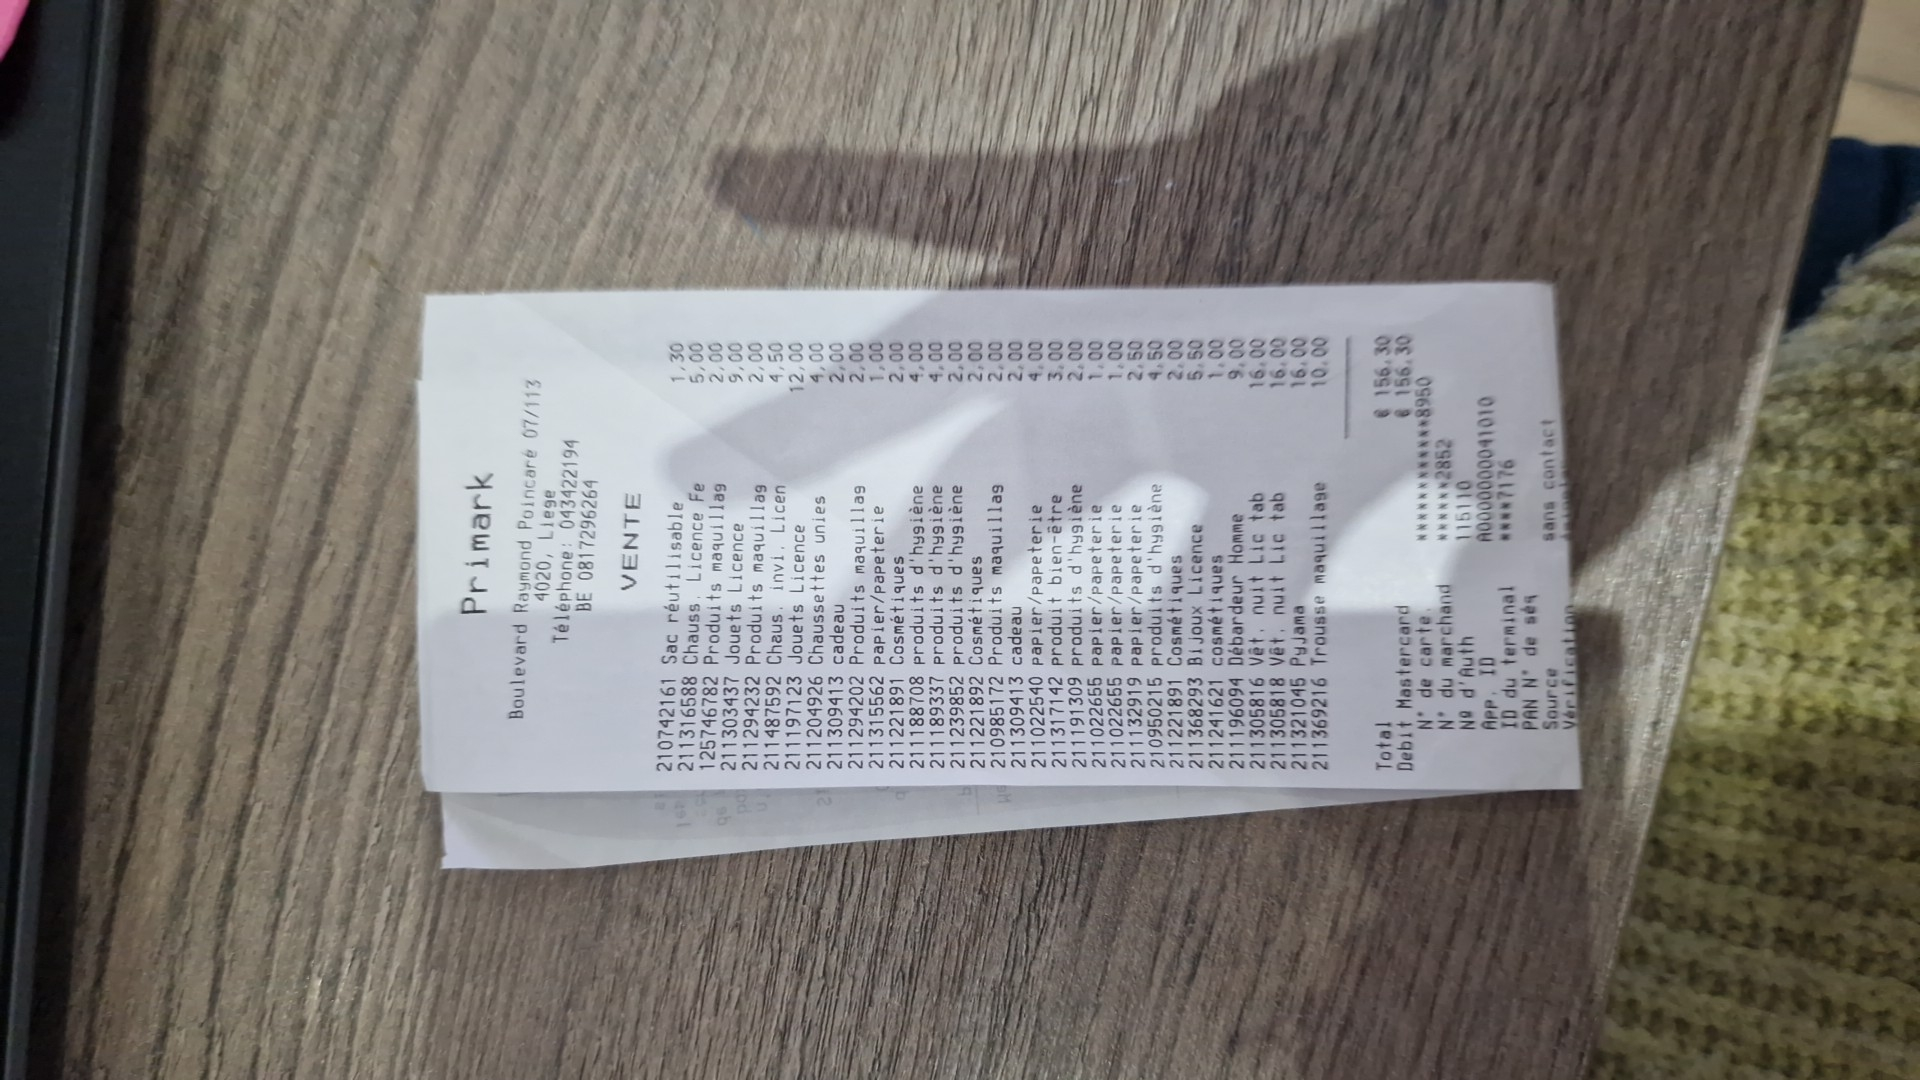 Primark
Boulevard Raymond Poincaré 07/113
4020, Liege
Téléphone: 043422194
BE 0817296264
VENTE
210742161 Sac réutilisable 1,30
211316588 Chauss. Licence Fe 5,00
125746782 Produits maquillag 2,00
211303437 Jouets Licence 9,00
211294232 Produits maquillag 2,00
211487592 Chaus. invi. Licen 4,50
211197123 Jouets Licence 12,00
211204926 Chaussettes unies 4,00
211309413 cadeau 2,00
211294202 Produits maquillag 2,00
211315562 papier/papeterie 1,00
211221891 Cosmétiques 2,00
211188708 produits d'hygiène 4,00
211189337 produits d'hygiène 4,00
211239852 produits d'hygiène 2,00
211221892 Cosmétiques 2,00
210985172 Produits maquillag 2,00
211309413 cadeau 2,00
211022540 papier/papeterie 4,00
211317142 produit bien-être 3,00
211191309 produits d'hygiène 2,00
211022655 papier/papeterie 1,00
211022655 papier/papeterie 1,00
211132919 papier/papeterie 2,50
210950215 produits d'hygiène 4,50
211221891 Cosmétiques 2,00
211368293 Bijoux Licence 5,50
211241621 cosmétiques 1,00
211196094 Débardeur Homme 9,00
211305816 Vêt. nuit Lic tab 16,00
211305818 Vêt. nuit Lic tab 16,00
211321045 Pyjama 16,00
211369216 Trousse maquillage 10,00
Total € 156,30
Debit Mastercard € 156,30
N° de carte. ************8950
N° du marchand *****2852
Nº d'Auth 115110
App. ID A0000000041010
ID du terminal ****7176
PAN N° de séq
Source sans contact
Vérification